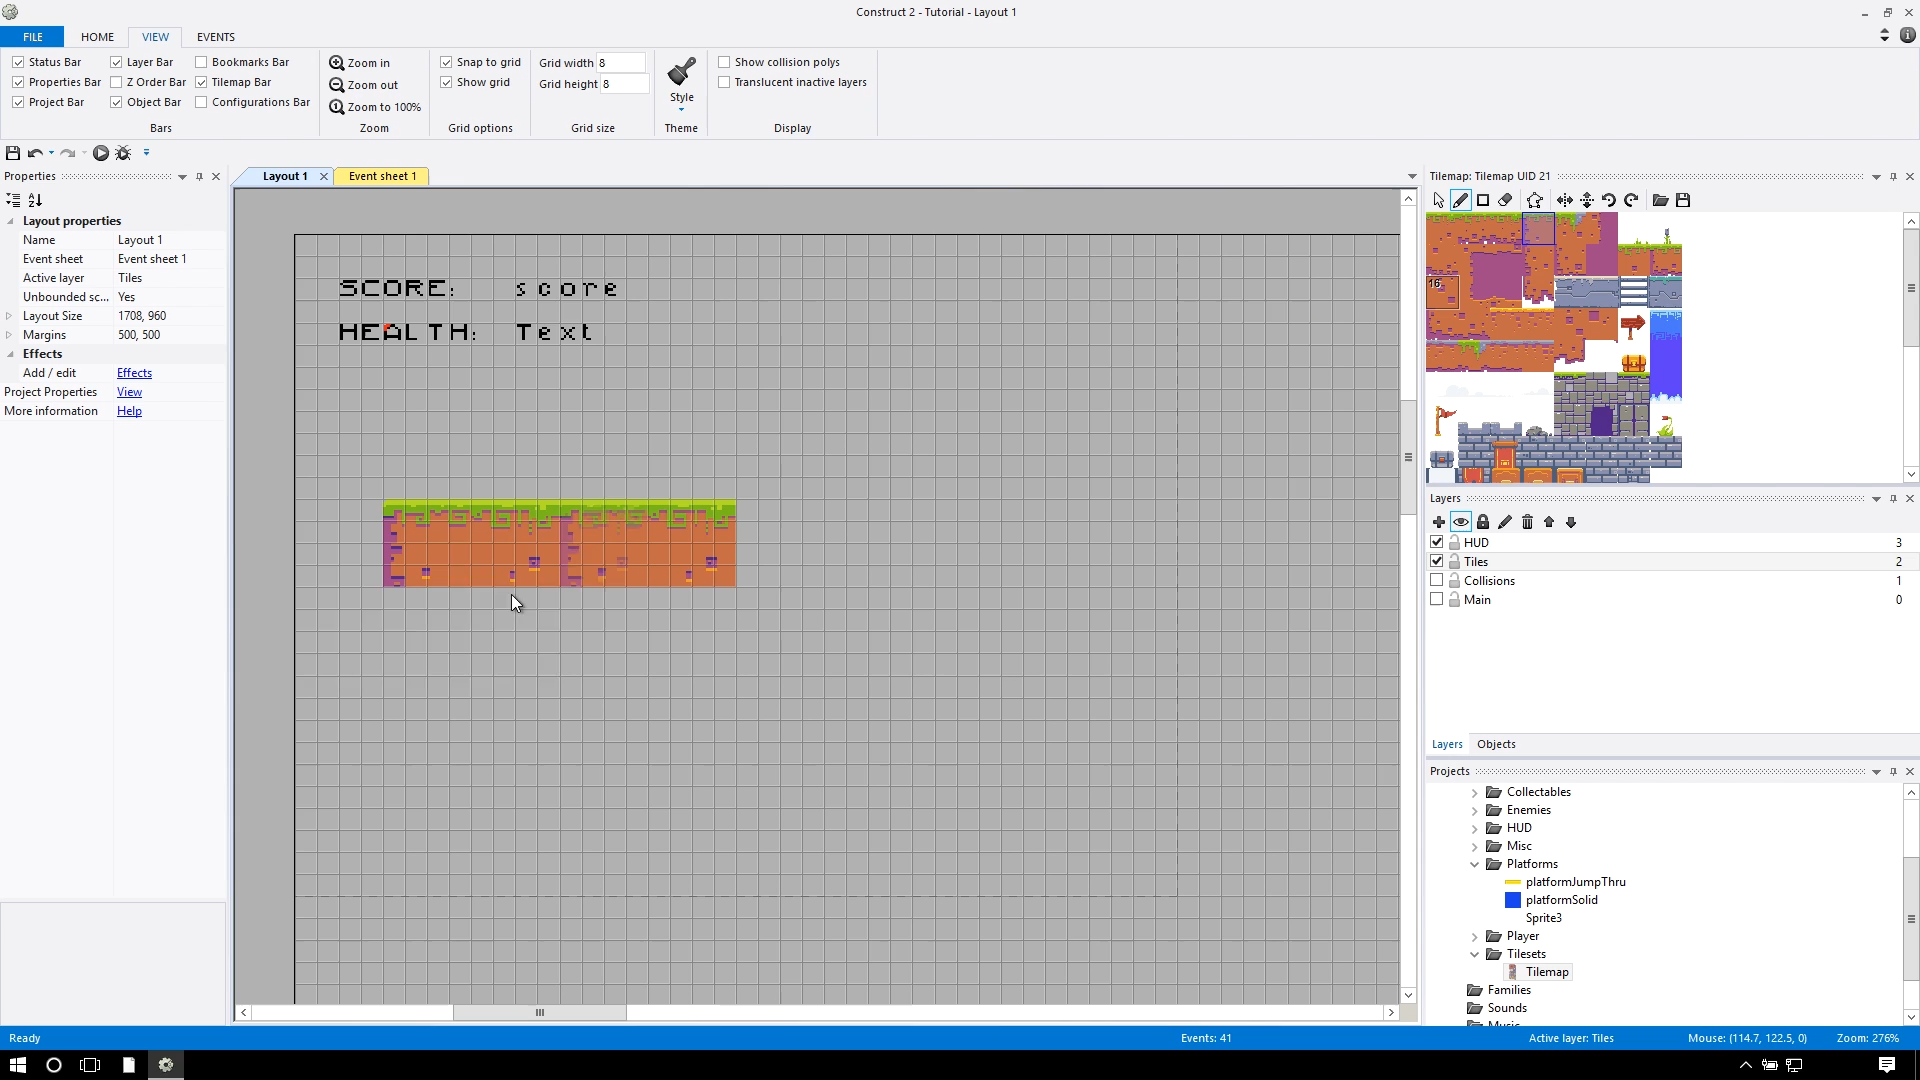 Construct 2 - Tutorial - Layout 1
FILE HOME VIEW EVENTS
Status Bar Layer Bar Bookmarks Bar Zoom in Snap to grid Grid width 8 Show collision polys
Properties Bar Z Order Bar Tilemap Bar Zoom out Show grid Grid height 8 Style Translucent inactive layers
Project Bar Object Bar Configurations Bar Zoom to 100%
Bars Zoom Grid options Grid size Theme Display
Properties
Layout properties
Name Layout 1
Event sheet Event sheet 1
Active layer Tiles
Unbounded sc... Yes
Layout Size 1708, 960
Margins 500, 500
Effects
Add / edit Effects
Project Properties View
More information Help
Layout 1 Event sheet 1
SCORE: score
HEALTH: Text
Tilemap: Tilemap UID 21
16
Layers
HUD 3
Tiles 2
Collisions 1
Main 0
Layers Objects
Projects
Collectables
Enemies
HUD
Misc
Platforms
platformJumpThru
platformSolid
Sprite3
Player
Tilesets
Tilemap
Families
Sounds
Music
Ready Events: 41 Active layer: Tiles Mouse: (114.7, 122.5, 0) Zoom: 276%